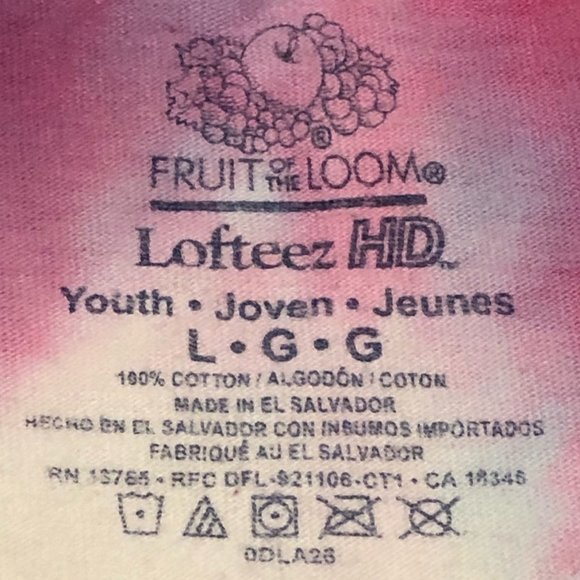 ®
FRUIT OF THE LOOM®
Lofteez HD™
Youth • Joven • Jeunes
L • G • G
100% COTTON / ALGODÓN / COTON
MADE IN EL SALVADOR
HECHO EN EL SALVADOR CON INSUMOS IMPORTADOS
FABRIQUÉ AU EL SALVADOR
RN 13765 • RFC DFL-921106-CT1 • CA 18346
0DLA26